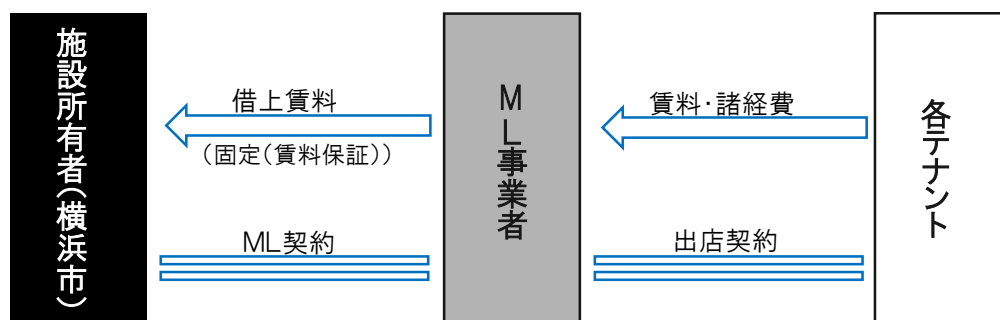 施設所有者(横浜市)
借上賃料
(固定(賃料保証))
ML契約
ML事業者
賃料・諸経費
出店契約
各テナント